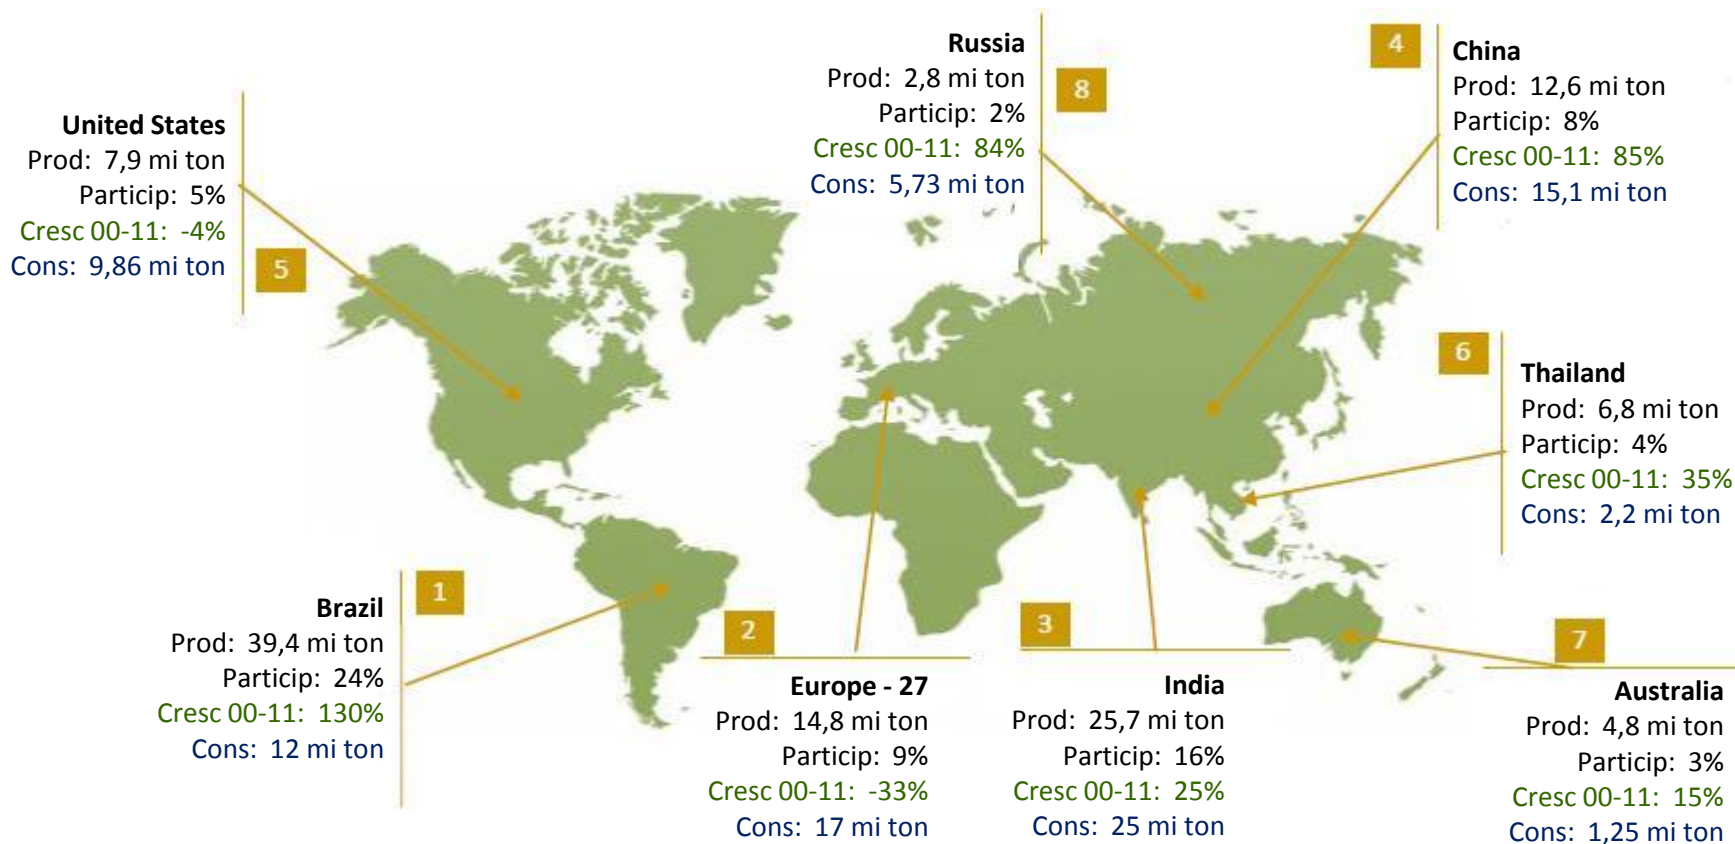 United States
Prod: 7,9 mi ton
Particip: 5%
Cresc 00-11: -4%
Cons: 9,86 mi ton
5
Russia
Prod: 2,8 mi ton
Particip: 2%
Cresc 00-11: 84%
Cons: 5,73 mi ton
8
4
China
Prod: 12,6 mi ton
Particip: 8%
Cresc 00-11: 85%
Cons: 15,1 mi ton
6
Thailand
Prod: 6,8 mi ton
Particip: 4%
Cresc 00-11: 35%
Cons: 2,2 mi ton
1
Brazil
Prod: 39,4 mi ton
Particip: 24%
Cresc 00-11: 130%
Cons: 12 mi ton
2
Europe - 27
Prod: 14,8 mi ton
Particip: 9%
Cresc 00-11: -33%
Cons: 17 mi ton
3
India
Prod: 25,7 mi ton
Particip: 16%
Cresc 00-11: 25%
Cons: 25 mi ton
7
Australia
Prod: 4,8 mi ton
Particip: 3%
Cresc 00-11: 15%
Cons: 1,25 mi ton